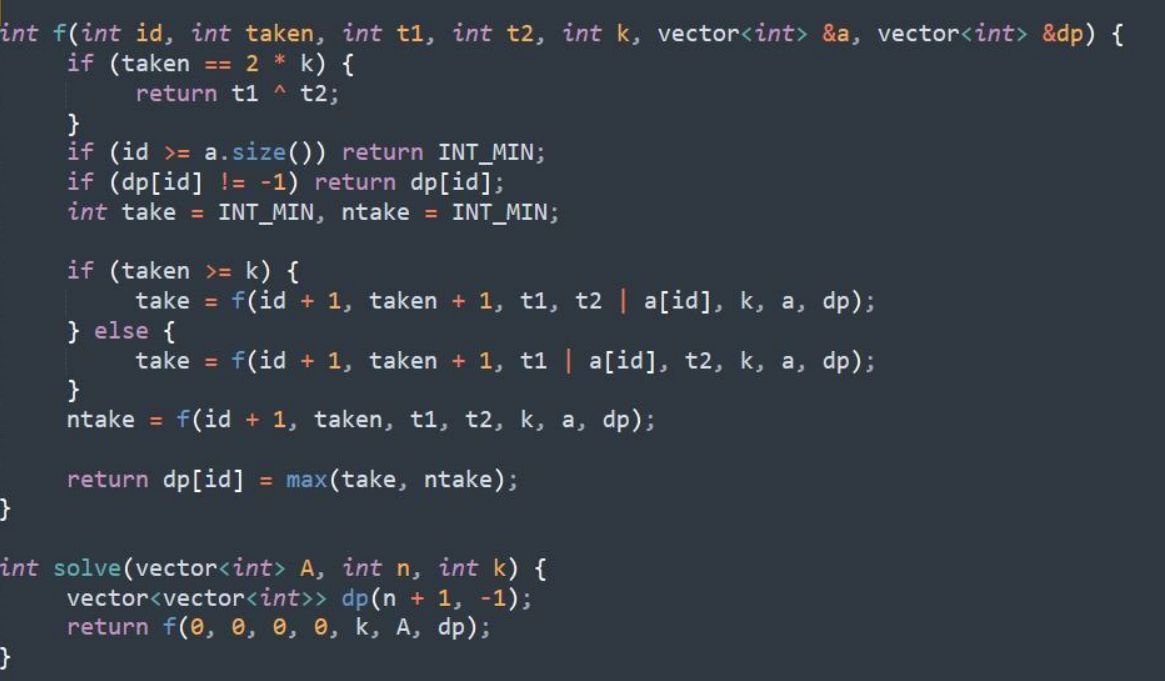 int f(int id, int taken, int t1, int t2, int k, vector<int> &a, vector<int> &dp) {
if (taken == 2 * k) {
return t1 ^ t2;
}
if (id >= a.size()) return INT_MIN;
if (dp[id] != -1) return dp[id];
int take = INT_MIN, ntake = INT_MIN;
if (taken >= k) {
take = f(id + 1, taken + 1, t1, t2 | a[id], k, a, dp);
} else {
take = f(id + 1, taken + 1, t1 | a[id], t2, k, a, dp);
}
ntake = f(id + 1, taken, t1, t2, k, a, dp);
return dp[id] = max(take, ntake);
}
int solve(vector<int> A, int n, int k) {
vector<vector<int>> dp(n + 1, -1);
return f(0, 0, 0, 0, k, A, dp);
}